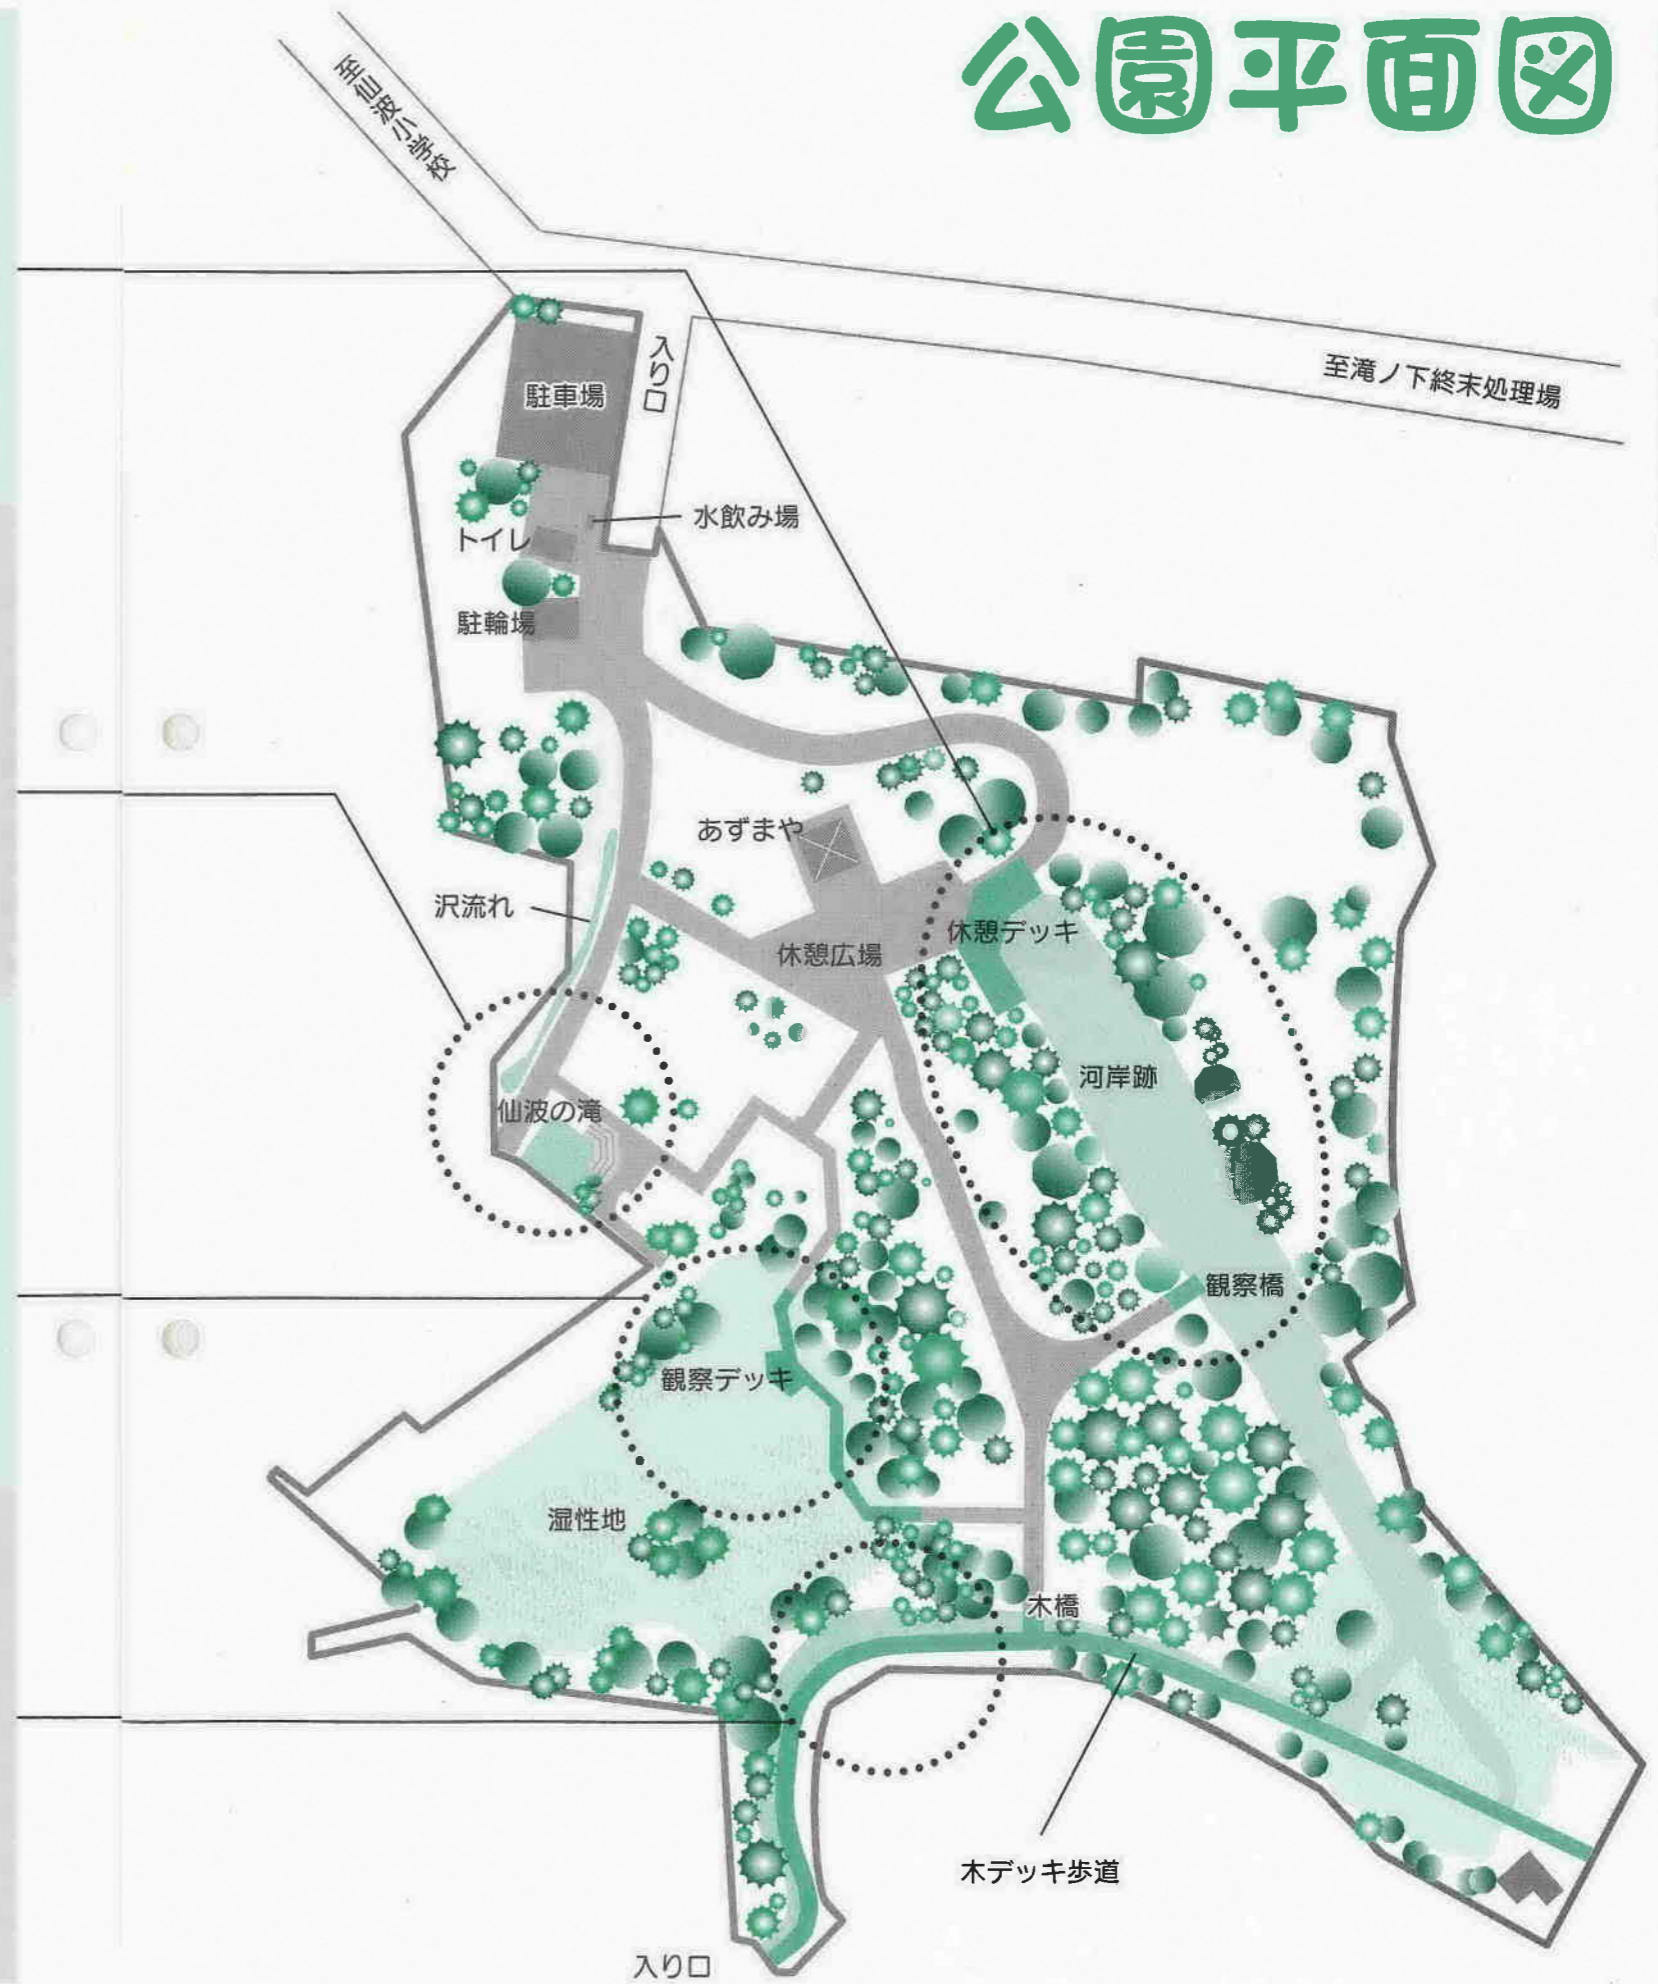 公園平面図
至仙波小学校
入り口
至滝ノ下終末処理場
駐車場
水飲み場
トイレ
駐輪場
あずまや
沢流れ
休憩デッキ
休憩広場
河岸跡
仙波の滝
観察橋
観察デッキ
湿性地
木橋
木デッキ歩道
入り口